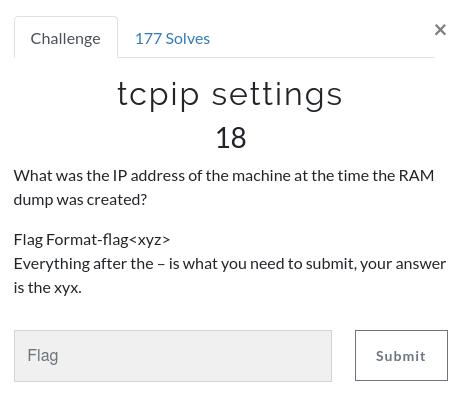 Challenge
177 Solves
×
tcpip settings
18
What was the IP address of the machine at the time the RAM
dump was created?
Flag Format-flag<xyz>
Everything after the – is what you need to submit, your answer
is the xyx.
Flag
Submit